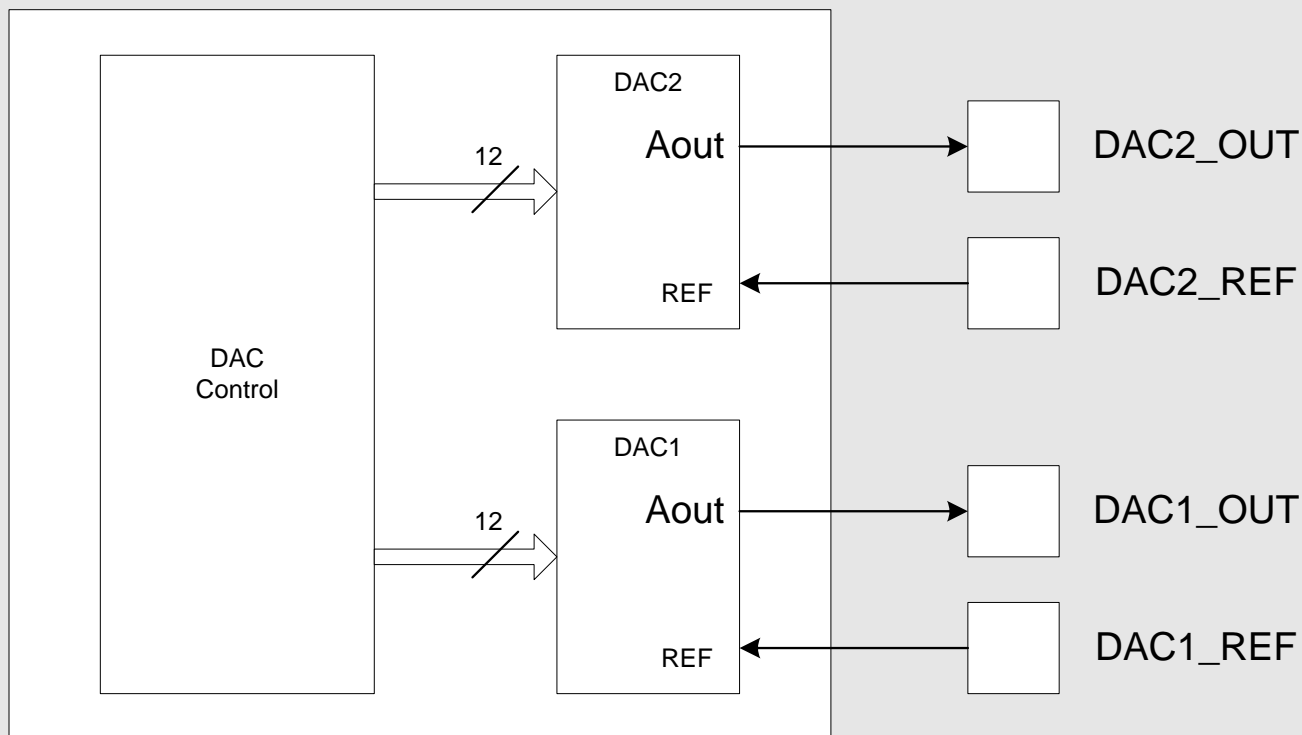 DAC2
Aout
12
DAC2_OUT
REF
DAC2_REF
DAC
Control
DAC1
Aout
12
DAC1_OUT
REF
DAC1_REF